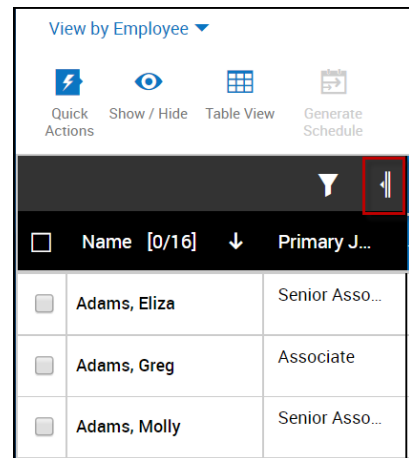 View by Employee
Quick Actions
Show / Hide
Table View
Generate Schedule
Name [0/16]
Primary J...
Adams, Eliza
Senior Asso...
Adams, Greg
Associate
Adams, Molly
Senior Asso...